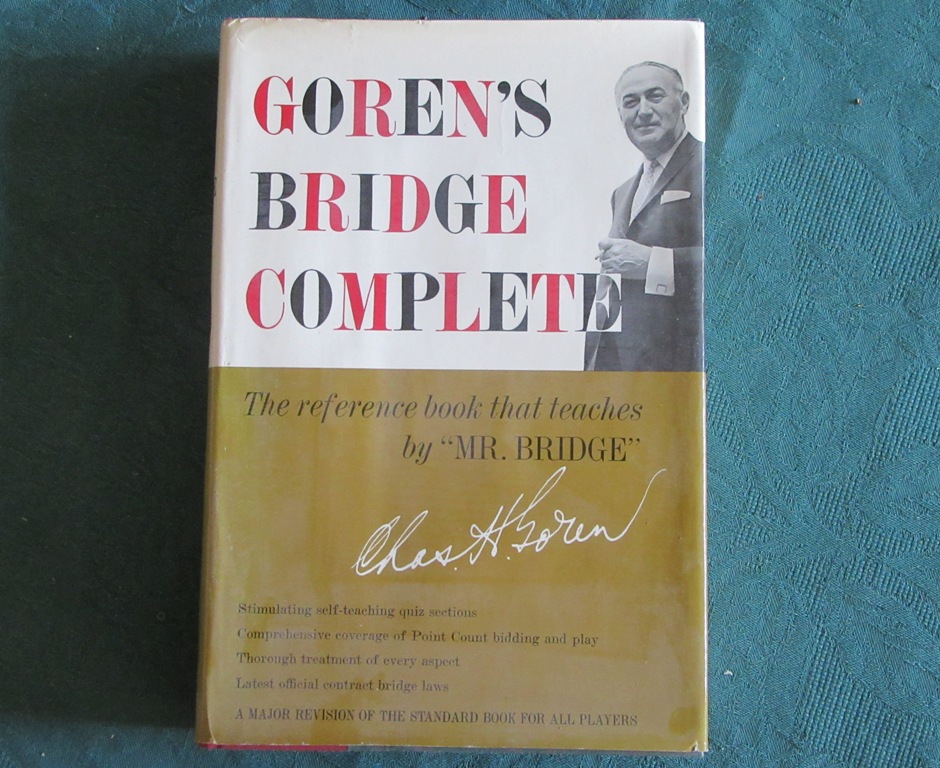 GOREN'S
BRIDGE
COMPLETE
The reference book that teaches
by “MR. BRIDGE”
Chas. H. Goren
Stimulating self-teaching quiz sections
Comprehensive coverage of Point Count bidding and play
Thorough treatment of every aspect
Latest official contract bridge laws
A MAJOR REVISION OF THE STANDARD BOOK FOR ALL PLAYERS